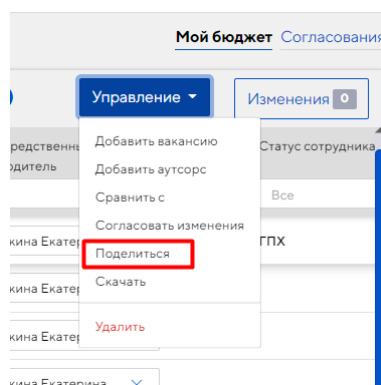 Мой бюджет Согласования
Управление Изменения 0
Добавить вакансию
Статус сотрудника
Добавить аутсорс
Сравнить с
Все
Согласовать изменения
ГПХ
Поделиться
Скачать
Удалить
Екатерина